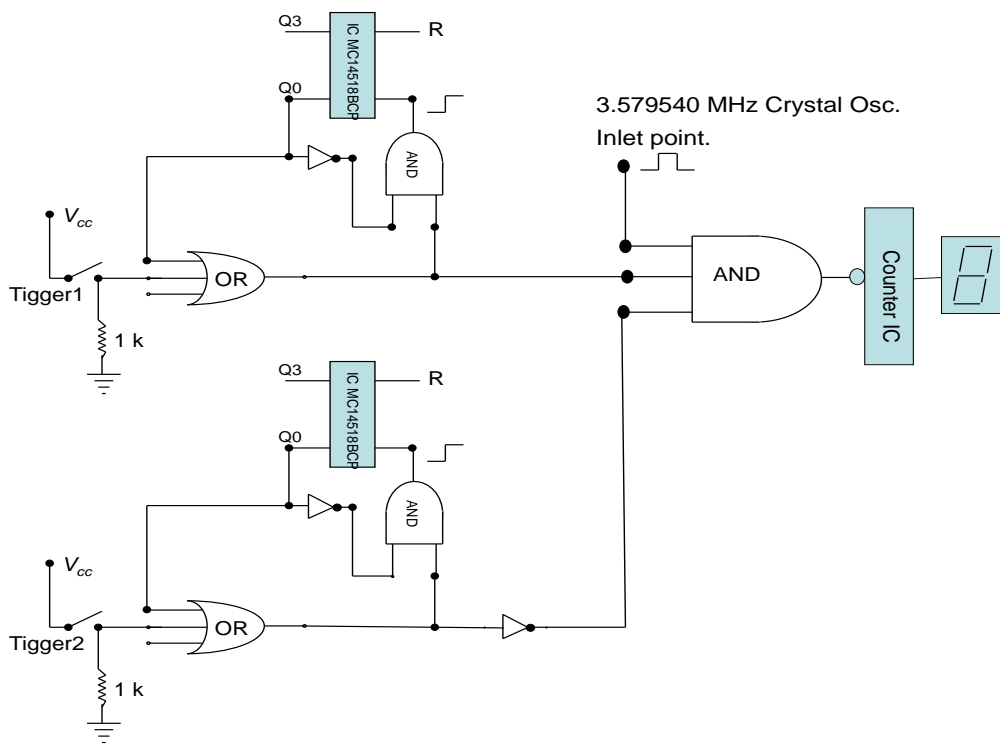 Q3
IC MC14518BCP
R
Q0
AND
3.579540 MHz Crystal Osc.
Inlet point.
Vcc
Tigger1
OR
1 k
AND
Counter IC
Q3
IC MC14518BCP
R
Q0
AND
Vcc
Tigger2
OR
1 k